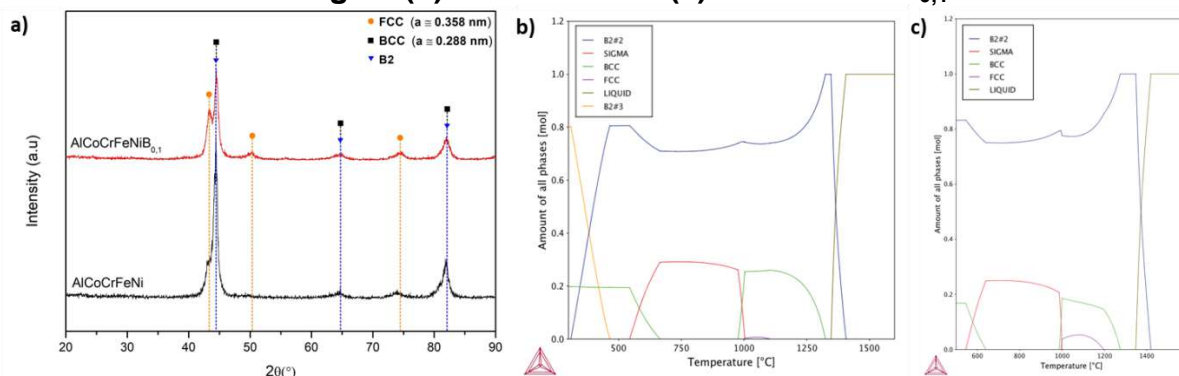 0,1
a)
FCC (a ≅ 0.358 nm)
BCC (a ≅ 0.288 nm)
B2
AlCoCrFeNiB0,1
AlCoCrFeNi
Intensity (a.u)
20 30 40 50 60 70 80 90
2θ(°)
b)
B2#2
SIGMA
BCC
FCC
LIQUID
B2#3
Amount of all phases [mol]
1.2
1.0
0.8
0.6
0.4
0.2
0.0
500 750 1000 1250 1500
Temperature [°C]
c)
B2#2
SIGMA
BCC
FCC
LIQUID
Amount of all phases [mol]
1.2
1.0
0.8
0.6
0.4
0.2
0.0
600 800 1000 1200 1400
Temperature [°C]